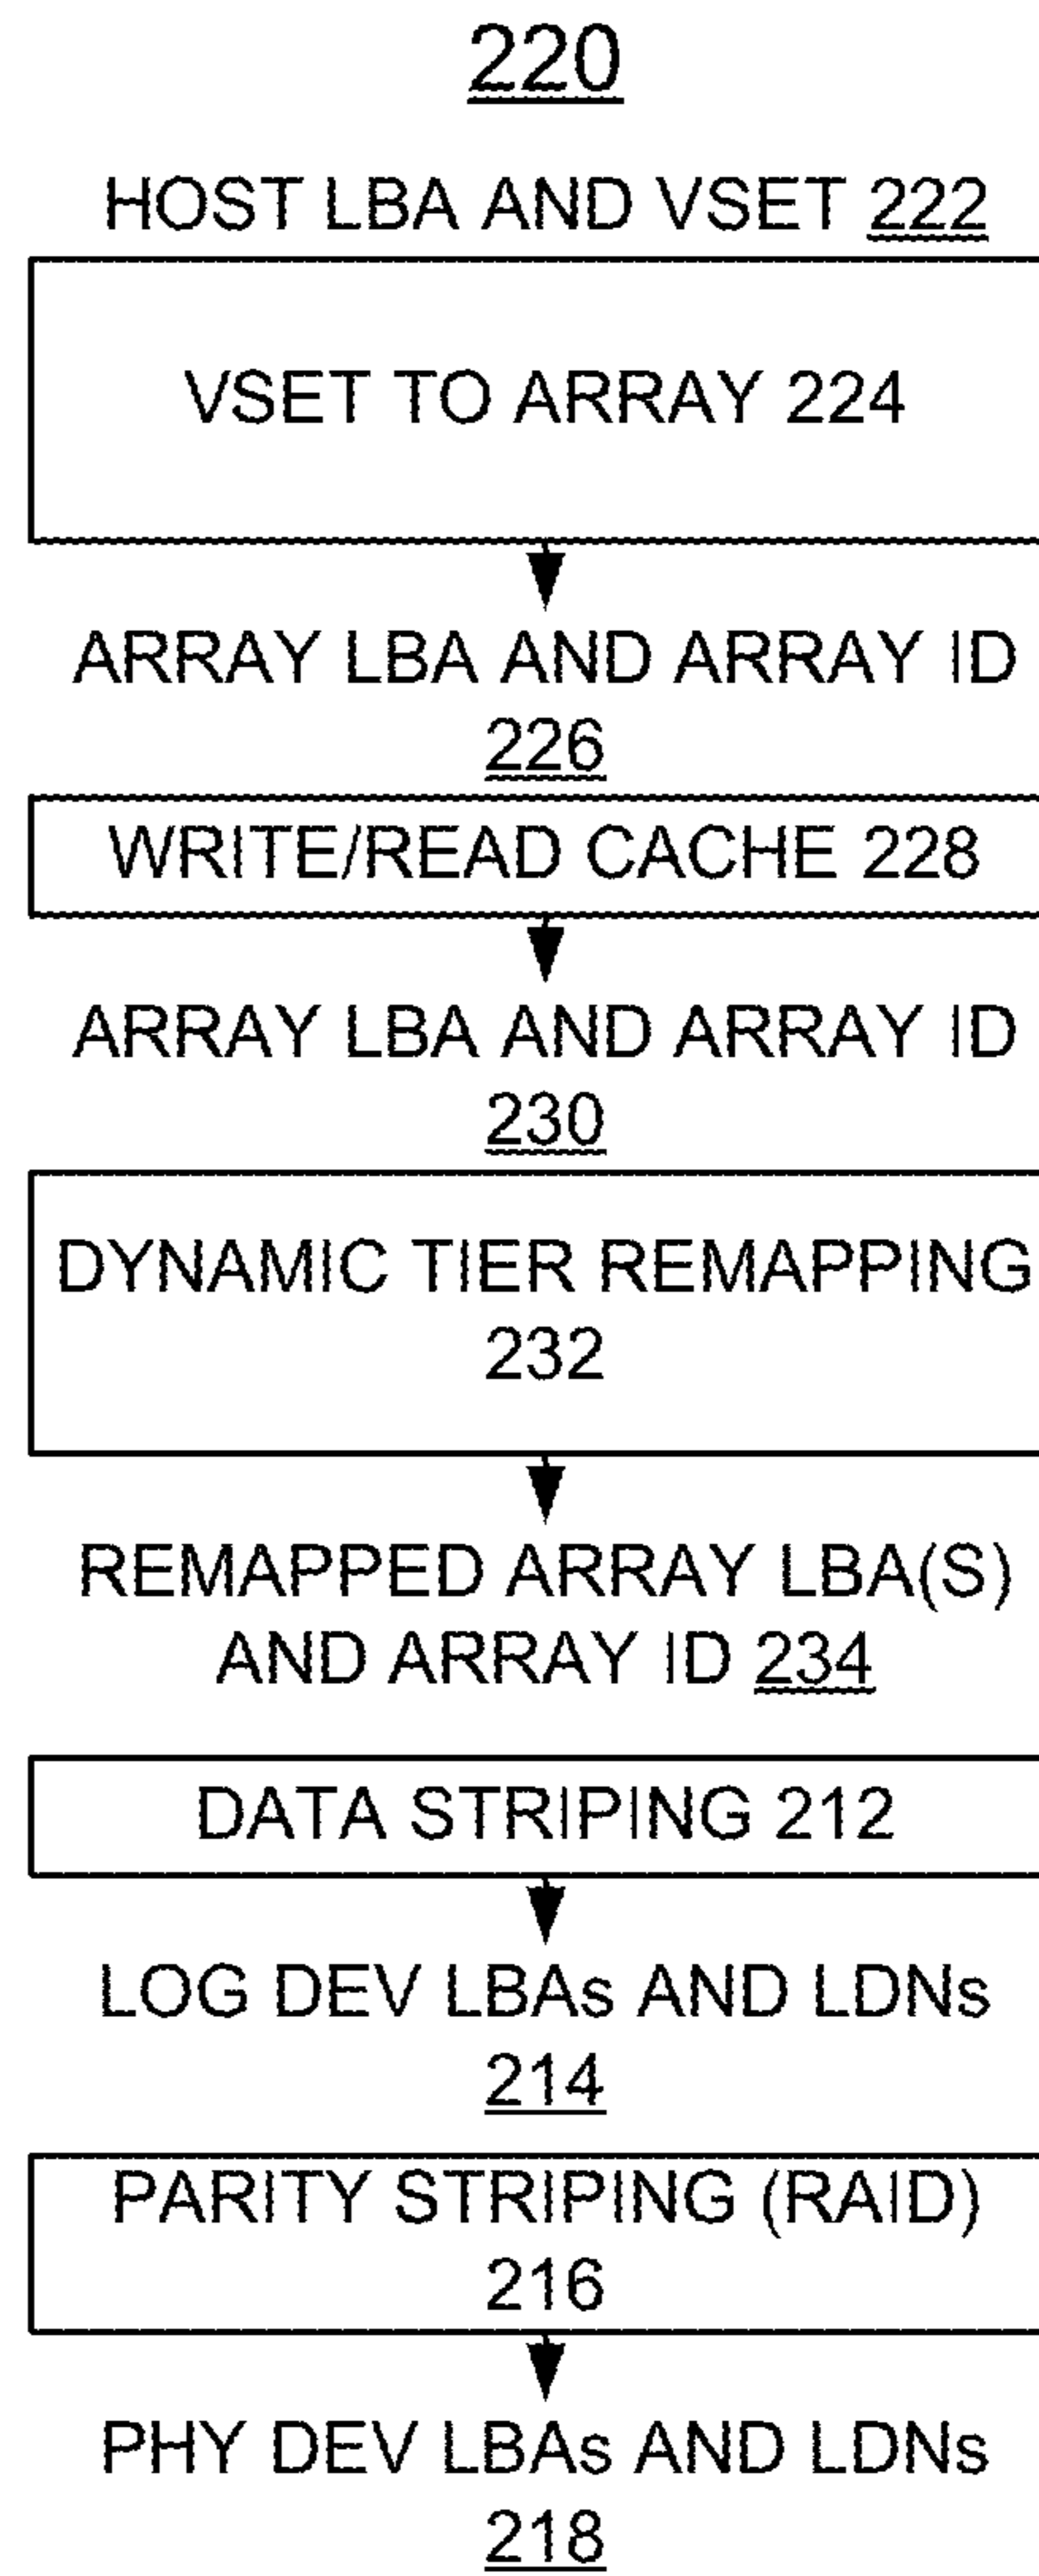 220
HOST LBA AND VSET 222
VSET TO ARRAY 224
ARRAY LBA AND ARRAY ID
226
WRITE/READ CACHE 228
ARRAY LBA AND ARRAY ID
230
DYNAMIC TIER REMAPPING
232
REMAPPED ARRAY LBA(S)
AND ARRAY ID 234
DATA STRIPING 212
LOG DEV LBAs AND LDNs
214
PARITY STRIPING (RAID)
216
PHY DEV LBAs AND LDNs
218